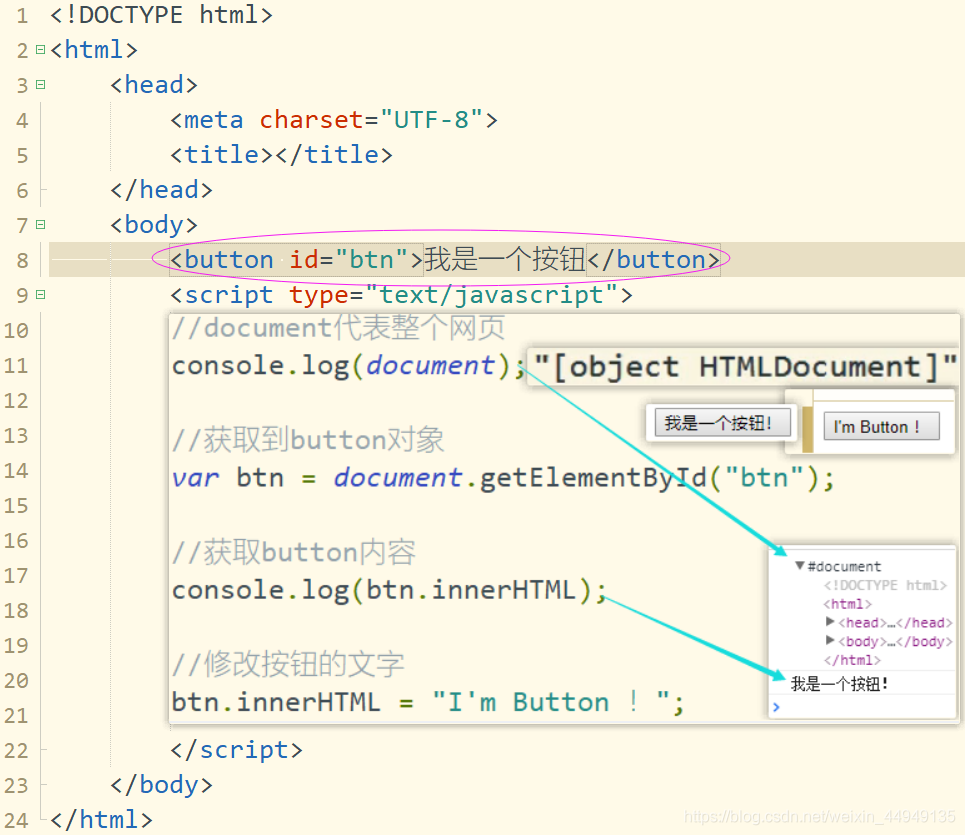 1 <!DOCTYPE html>
2 <html>
3 <head>
4 <meta charset="UTF-8">
5 <title></title>
6 </head>
7 <body>
8 <button id="btn">我是一个按钮</button>
9 <script type="text/javascript">
10 //document代表整个网页
11 console.log(document); "[object HTMLDocument]"
12
我是一个按钮! I'm Button !
13 //获取到button对象
14 var btn = document.getElementById("btn");
15
16 //获取button内容
▼#document
17 console.log(btn.innerHTML);
<!DOCTYPE html>
<html>
18
▶<head>…</head>
19 //修改按钮的文字
▶<body>…</body>
</html>
20 btn.innerHTML = "I'm Button ! ";
我是一个按钮!
21
>
22 </script>
23 </body>
24 </html>
https://blog.csdn.net/weixin_44949135